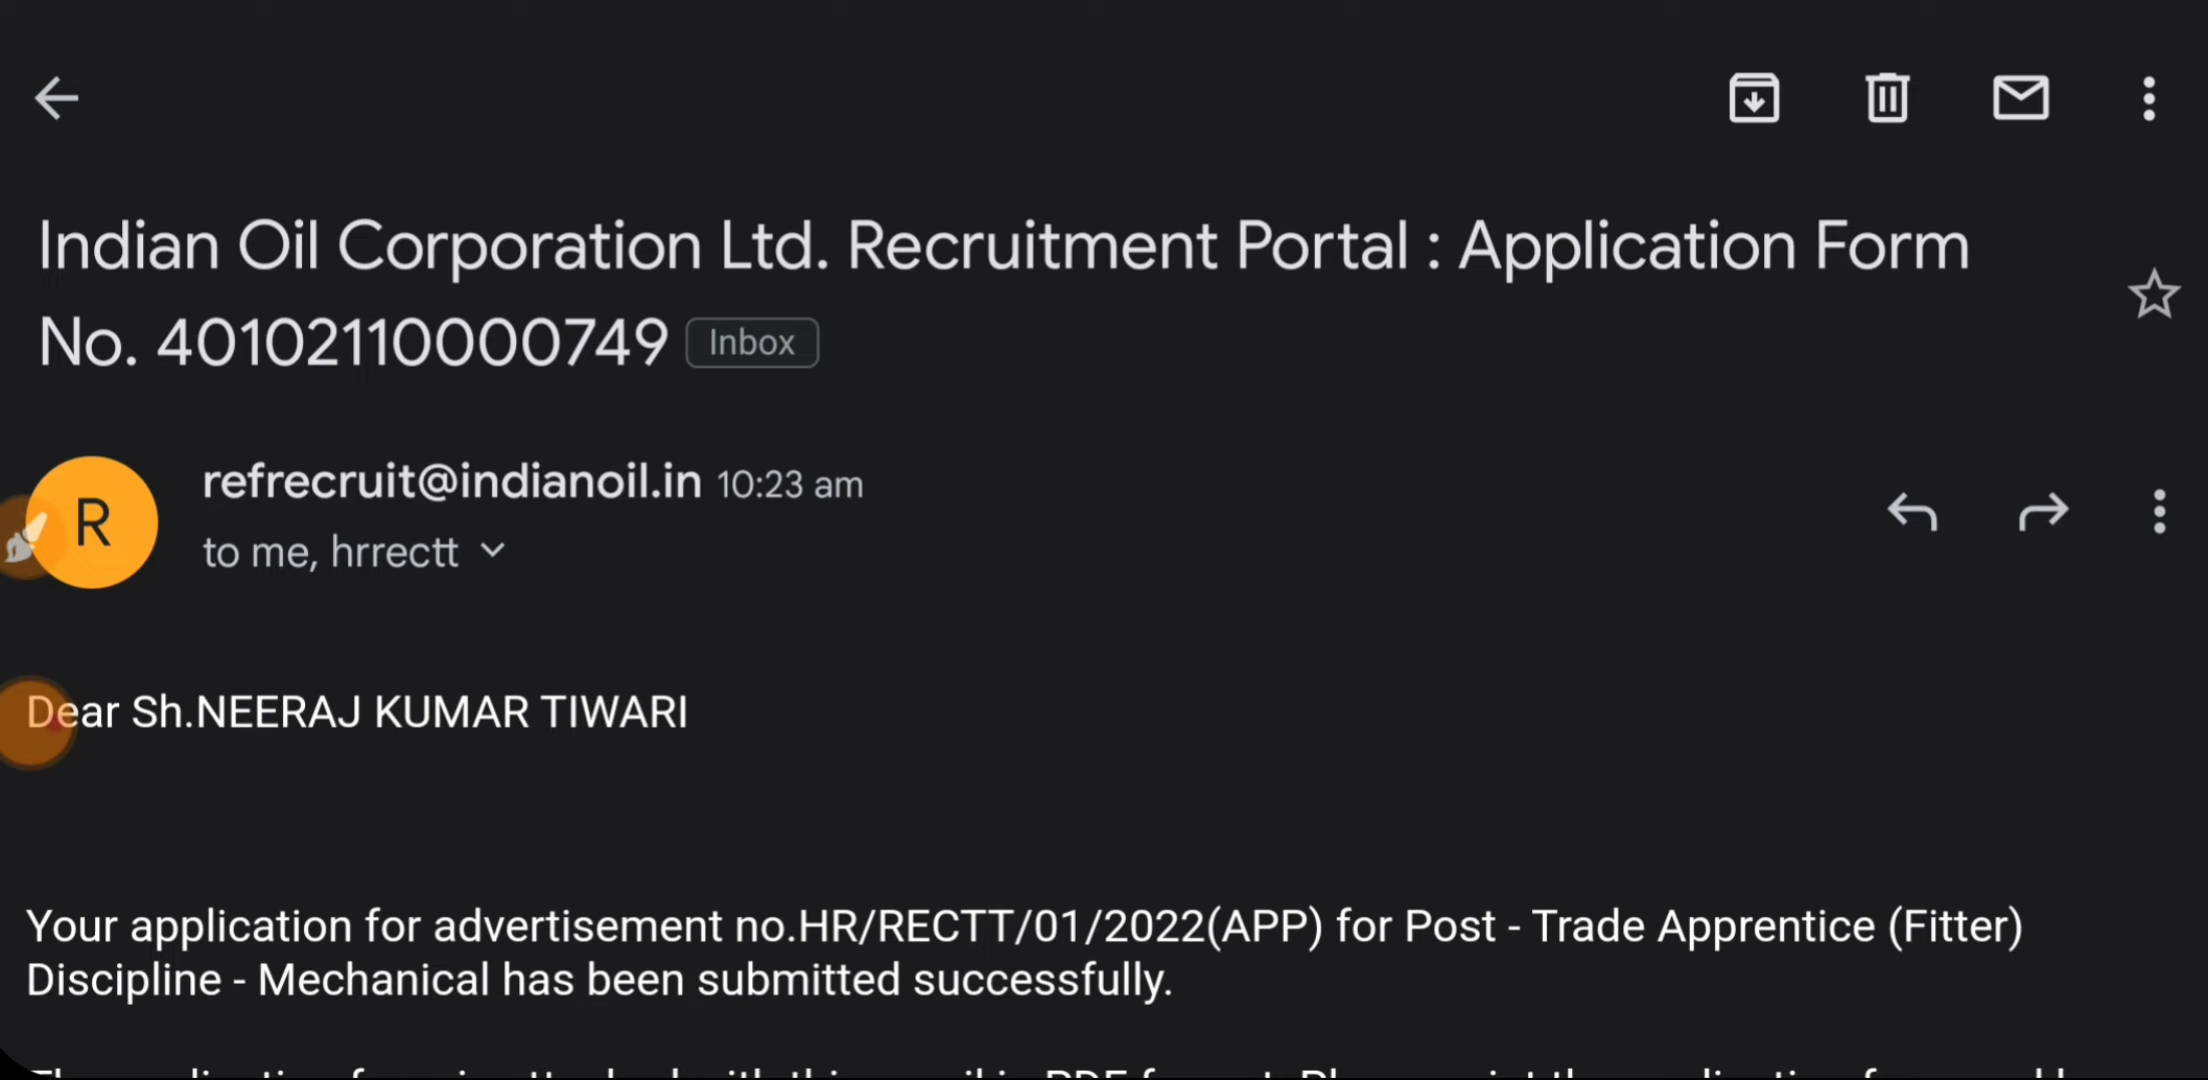 Indian Oil Corporation Ltd. Recruitment Portal : Application Form
No. 40102110000749 Inbox
R
refrecruit@indianoil.in 10:23 am
to me, hrrectt
Dear Sh.NEERAJ KUMAR TIWARI
Your application for advertisement no.HR/RECTT/01/2022(APP) for Post - Trade Apprentice (Fitter)
Discipline - Mechanical has been submitted successfully.